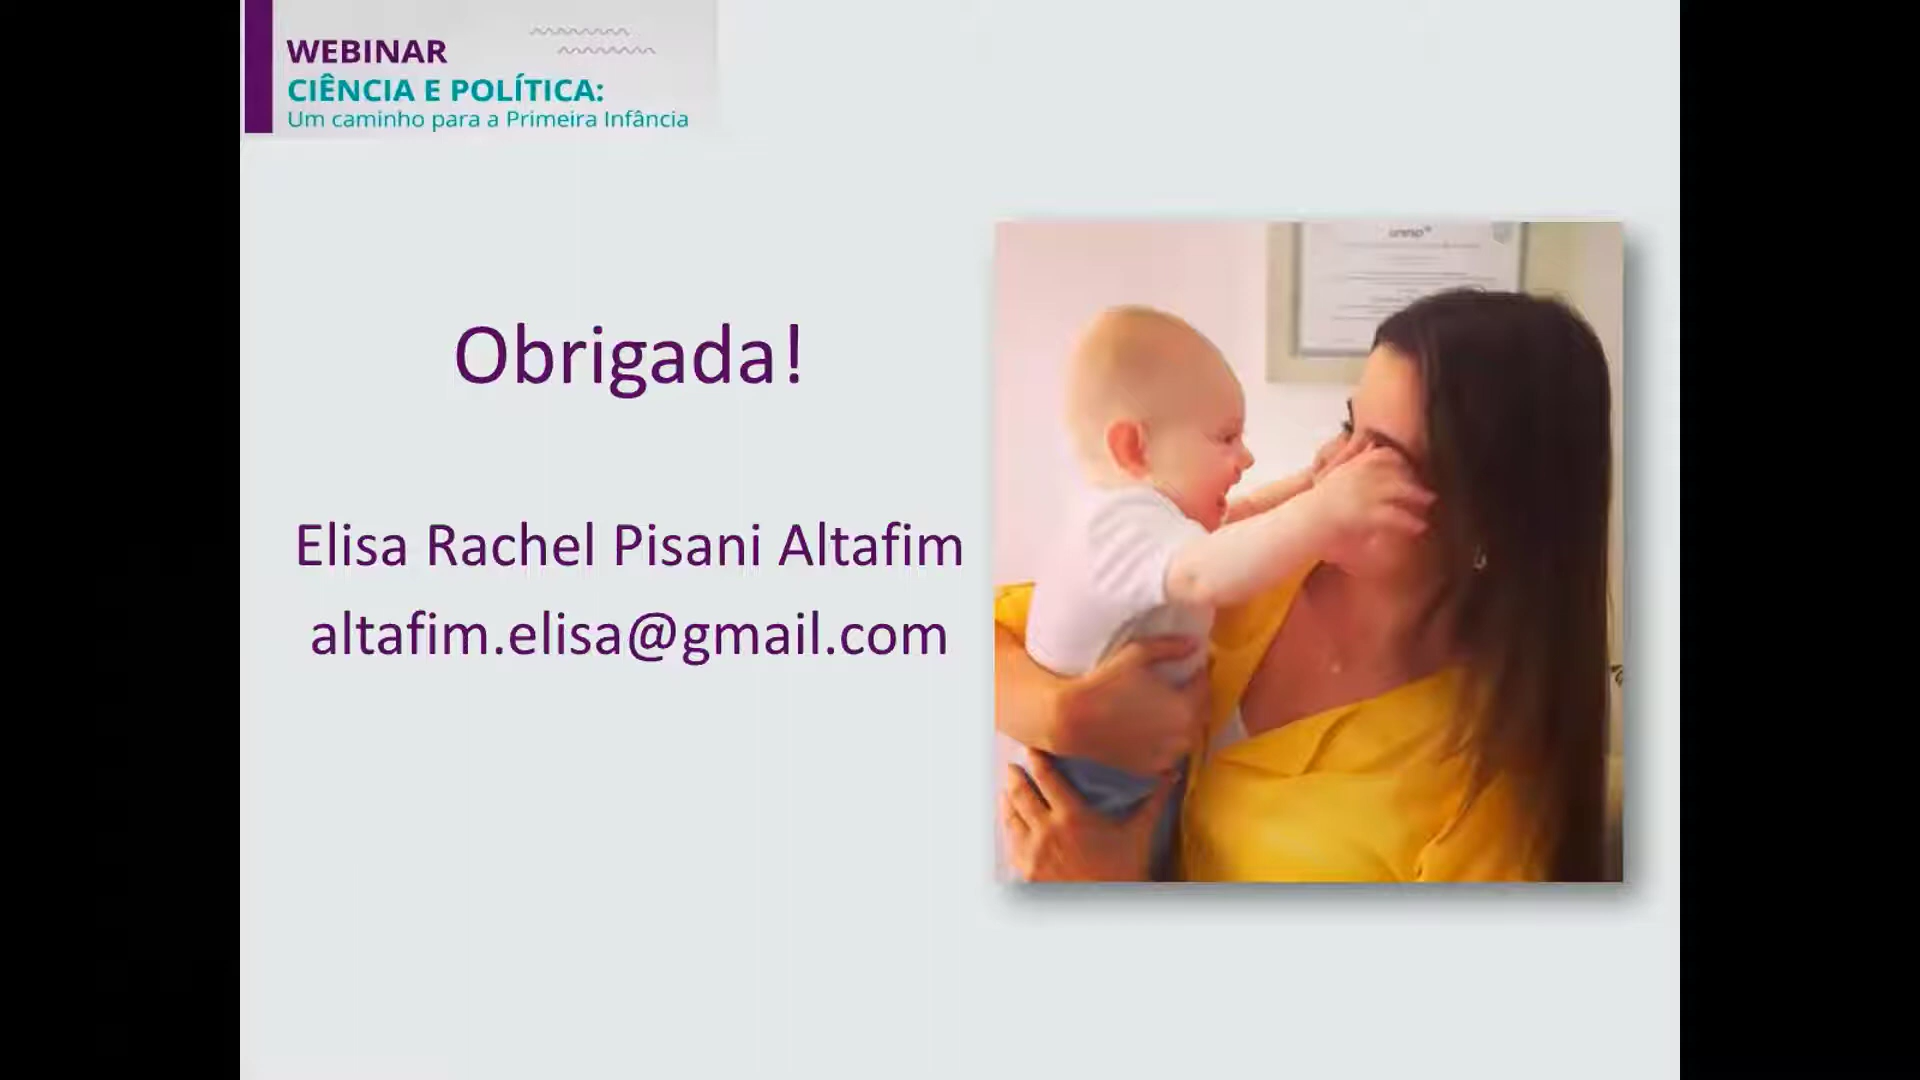 WEBINAR
CIÊNCIA E POLÍTICA:
Um caminho para a Primeira Infância
Obrigada!
Elisa Rachel Pisani Altafim
altafim.elisa@gmail.com